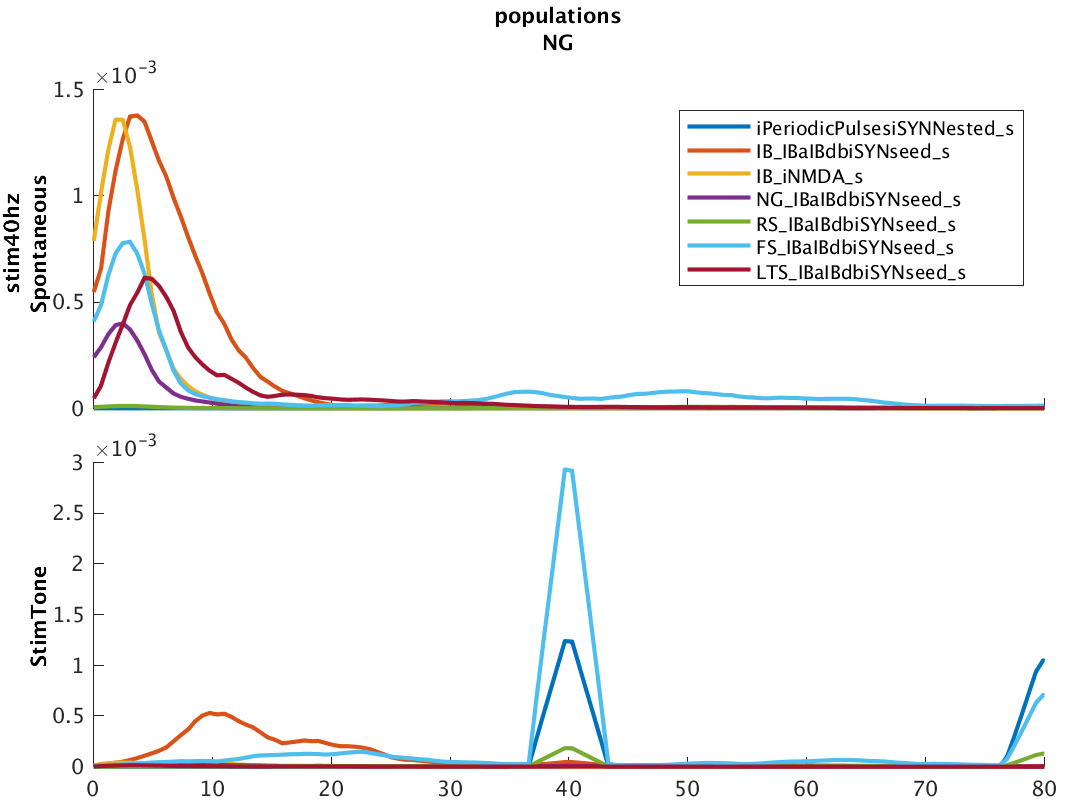 populations
NG
×10⁻³
1.5
1
0.5
0
stim40hz
Spontaneous
iPeriodicPulsesiSYNNested_s
IB_IBaIBdbiSYNseed_s
IB_iNMDA_s
NG_IBaIBdbiSYNseed_s
RS_IBaIBdbiSYNseed_s
FS_IBaIBdbiSYNseed_s
LTS_IBaIBdbiSYNseed_s
×10⁻³
3
2.5
2
1.5
1
0.5
0
StimTone
0 10 20 30 40 50 60 70 80